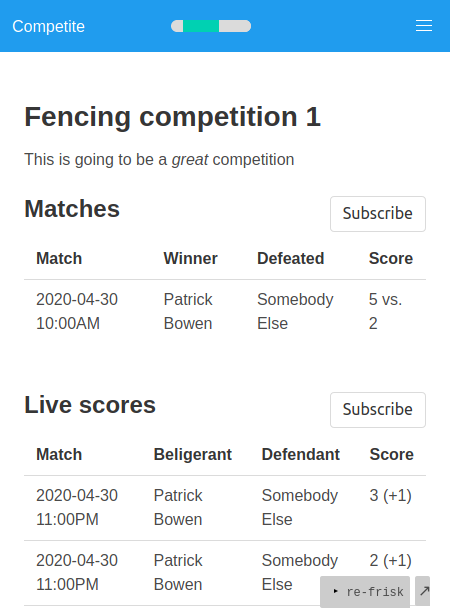 Competite
Fencing competition 1
This is going to be a great competition
Matches
Subscribe
Match Winner Defeated Score
2020-04-30 Patrick Somebody 5 vs.
10:00AM Bowen Else 2
Live scores
Subscribe
Match Beligerant Defendant Score
2020-04-30 Patrick Somebody 3 (+1)
11:00PM Bowen Else
2020-04-30 Patrick Somebody 2 (+1)
11:00PM Bowen Else
re-frisk